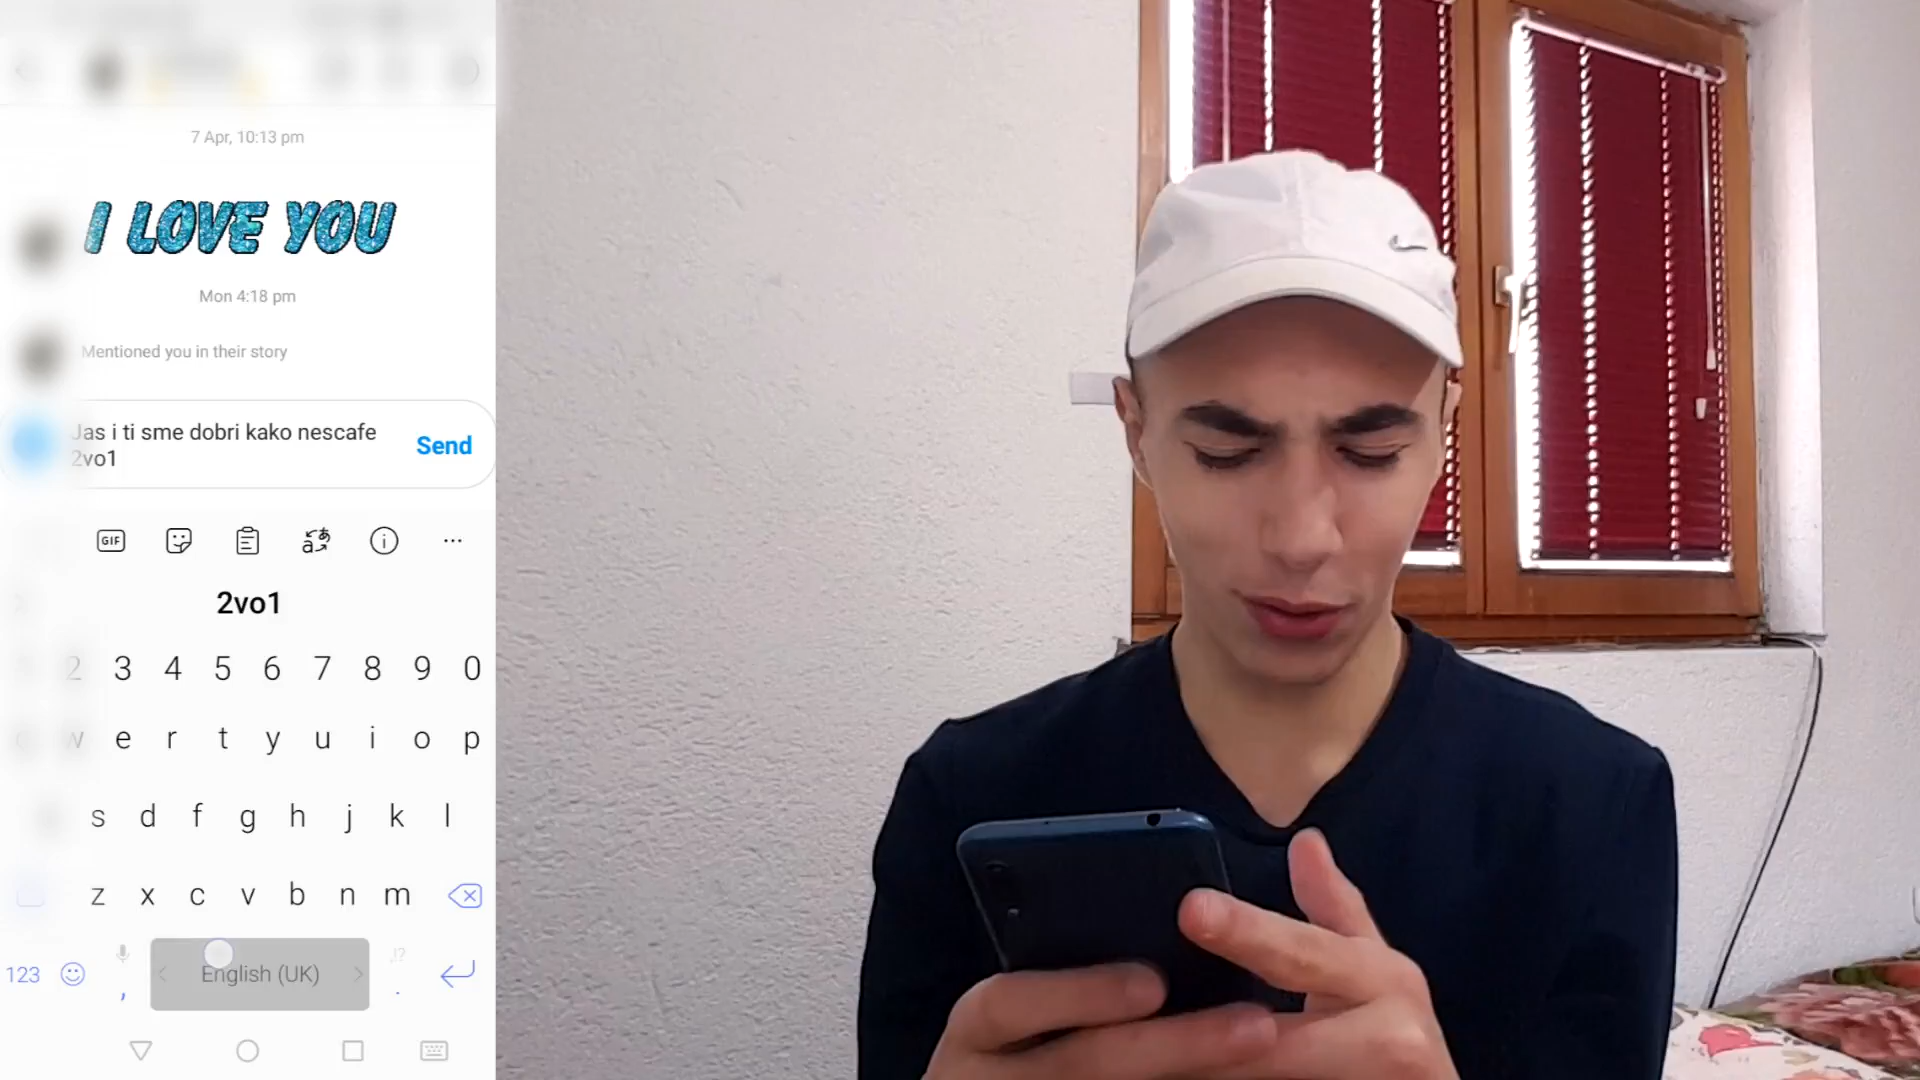 7 Apr, 10:13 pm
I LOVE YOU
Mon 4:18 pm
Mentioned you in their story
Jas i ti sme dobri kako nescafe
2vo1
Send
GIF
2vo1
2 3 4 5 6 7 8 9 0
w e r t y u i o p
s d f g h j k l
z x c v b n m
123
English (UK)
,
!?
.